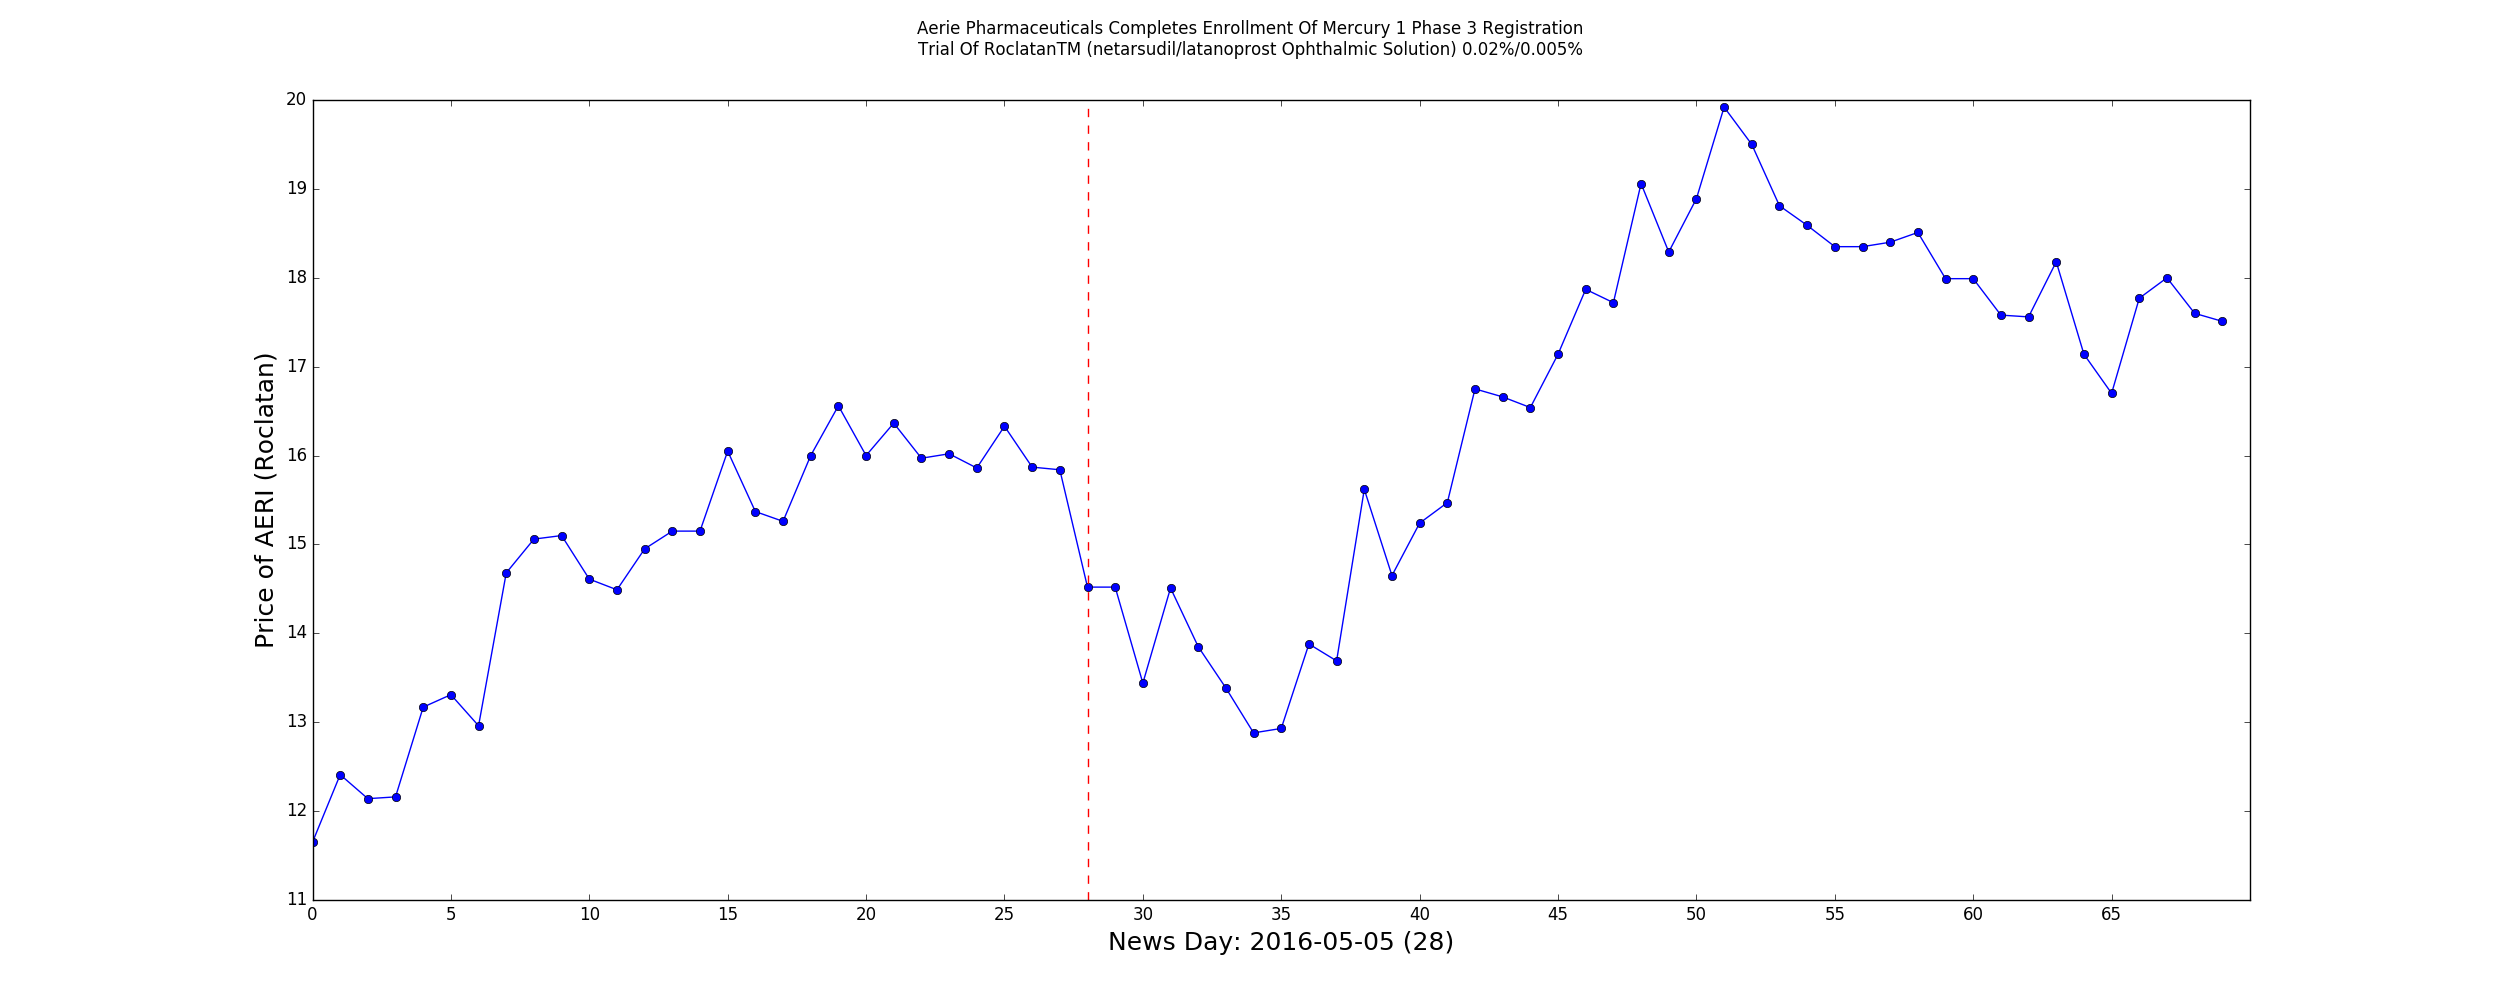 Aerie Pharmaceuticals Completes Enrollment Of Mercury 1 Phase 3 Registration
Trial Of RoclatanTM (netarsudil/latanoprost Ophthalmic Solution) 0.02%/0.005%
20
19
18
17
16
15
14
13
12
11
Price of AERI (Roclatan)
0 5 10 15 20 25 30 35 40 45 50 55 60 65
News Day: 2016-05-05 (28)